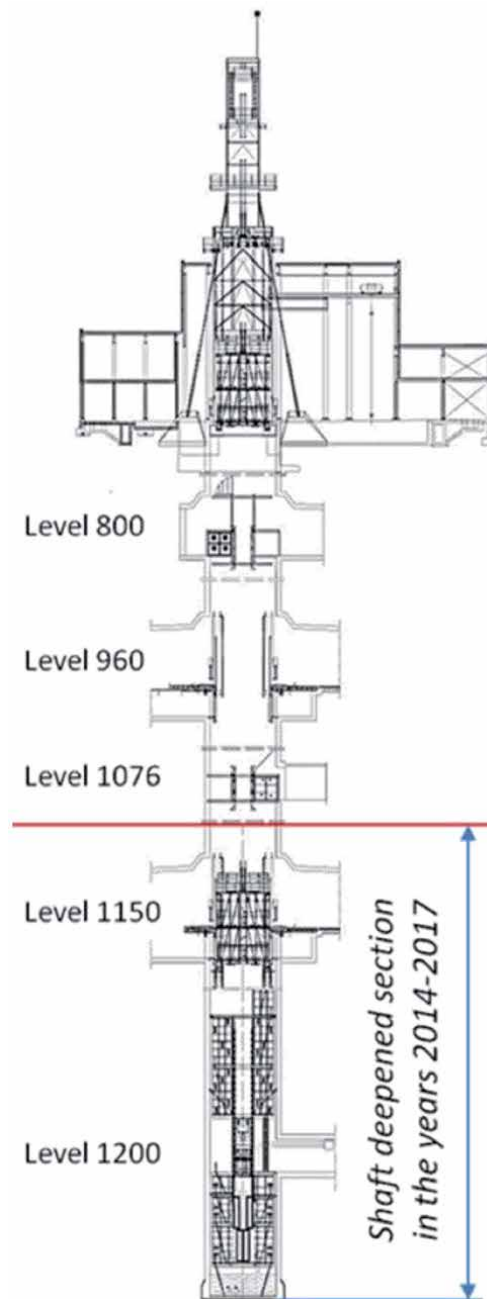 Level 800
Level 960
Level 1076
Level 1150
Level 1200
Shaft deepened section
in the years 2014-2017